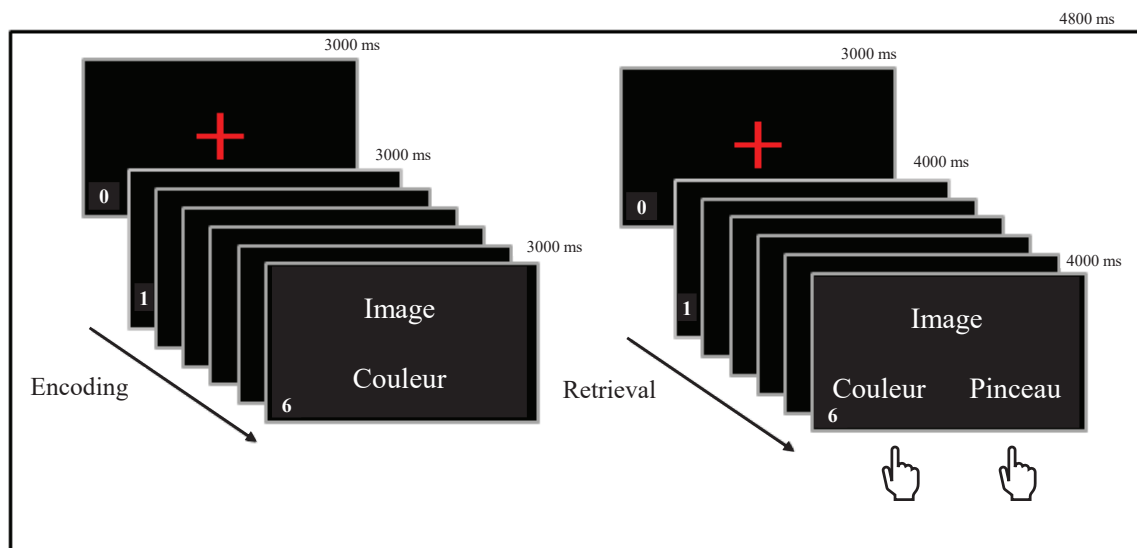 4800 ms
3000 ms
3000 ms
0
1
3000 ms
Image
Couleur
6
Encoding
3000 ms
4000 ms
0
1
4000 ms
Image
Couleur Pinceau
6
Retrieval